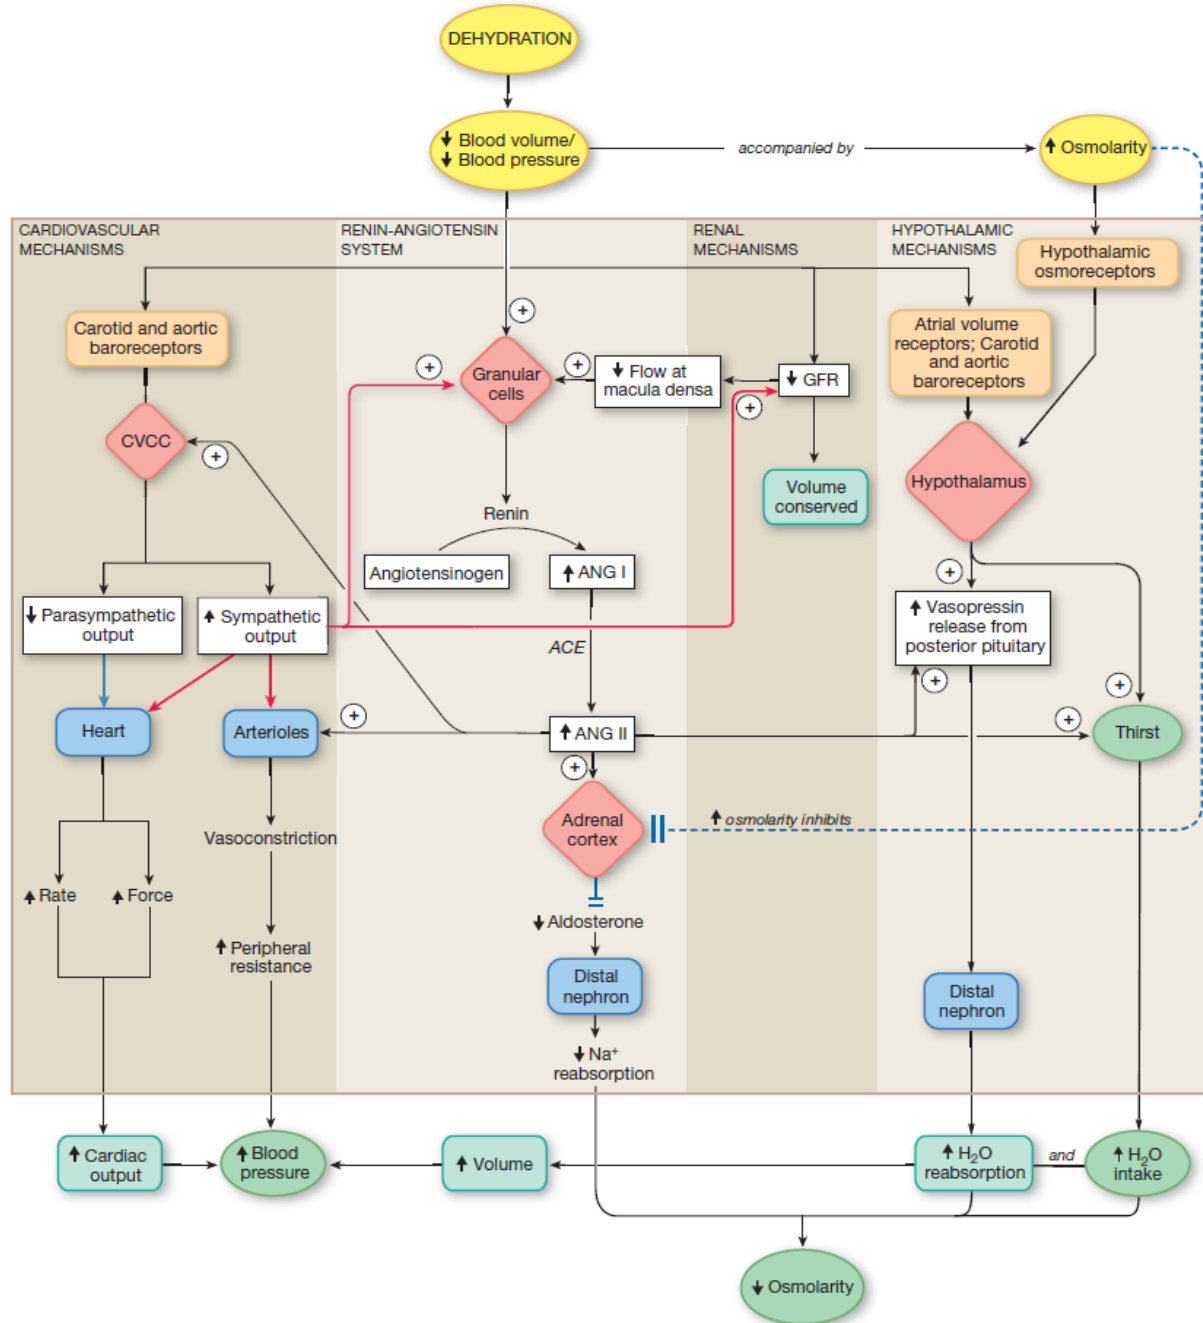 DEHYDRATION
↓ Blood volume/
↓ Blood pressure
accompanied by
↑ Osmolarity
CARDIOVASCULAR
MECHANISMS
RENIN-ANGIOTENSIN
SYSTEM
RENAL
MECHANISMS
HYPOTHALAMIC
MECHANISMS
Hypothalamic
osmoreceptors
Carotid and aortic
baroreceptors
+
+
Granular
cells
+
↓ Flow at
macula densa
↓ GFR
+
Atrial volume
receptors; Carotid
and aortic
baroreceptors
CVCC
+
Hypothalamus
Volume
conserved
Renin
Angiotensinogen
↑ ANG I
+
↓ Parasympathetic
output
↑ Sympathetic
output
ACE
↑ Vasopressin
release from
posterior pituitary
+
+
Heart
Arterioles
+
↑ ANG II
+
Thirst
+
Adrenal
cortex
↑ osmolarity inhibits
Vasoconstriction
↑ Rate
↑ Force
↓ Aldosterone
↑ Peripheral
resistance
Distal
nephron
Distal
nephron
↓ Na⁺
reabsorption
↑ Cardiac
output
↑ Blood
pressure
↑ Volume
↑ H₂O
reabsorption
and
↑ H₂O
intake
↓ Osmolarity